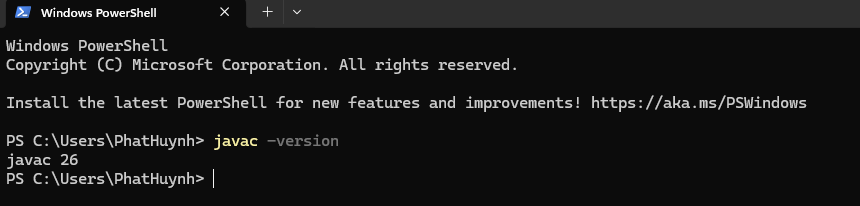 Windows PowerShell
Windows PowerShell
Copyright (C) Microsoft Corporation. All rights reserved.
Install the latest PowerShell for new features and improvements! https://aka.ms/PSWindows
PS C:\Users\PhatHuynh> javac -version
javac 26
PS C:\Users\PhatHuynh>